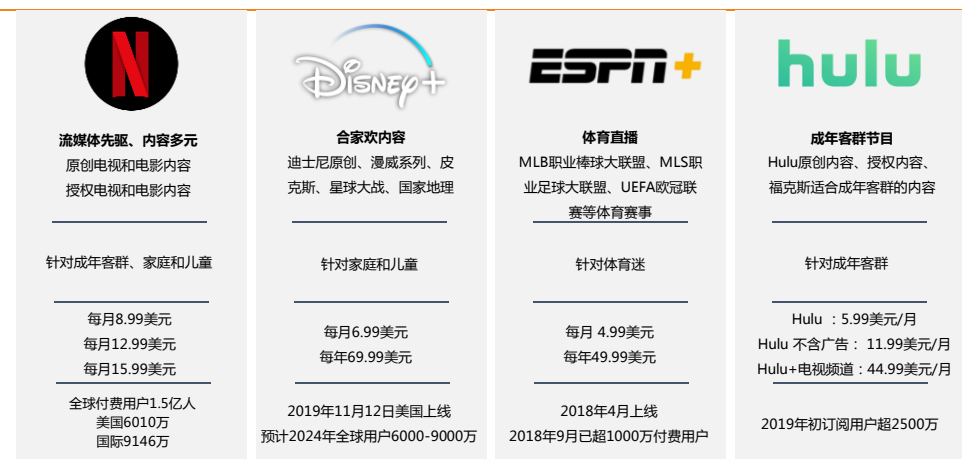 N
流媒体先驱、内容多元
原创电视和电影内容
授权电视和电影内容
针对成年客群、家庭和儿童
每月8.99美元
每月12.99美元
每月15.99美元
全球付费用户1.5亿人
美国6010万
国际9146万
Disney+
合家欢内容
迪士尼原创、漫威系列、皮
克斯、星球大战、国家地理
针对家庭和儿童
每月6.99美元
每年69.99美元
2019年11月12日美国上线
预计2024年全球用户6000-9000万
ESPN+
体育直播
MLB职业棒球大联盟、MLS职
业足球大联盟、UEFA欧冠联
赛等体育赛事
针对体育迷
每月 4.99美元
每年49.99美元
2018年4月上线
2018年9月已超1000万付费用户
hulu
成年客群节目
Hulu原创内容、授权内容、
福克斯适合成年客群的内容
针对成年客群
Hulu ：5.99美元/月
Hulu 不含广告： 11.99美元/月
Hulu+电视频道：44.99美元/月
2019年初订阅用户超2500万